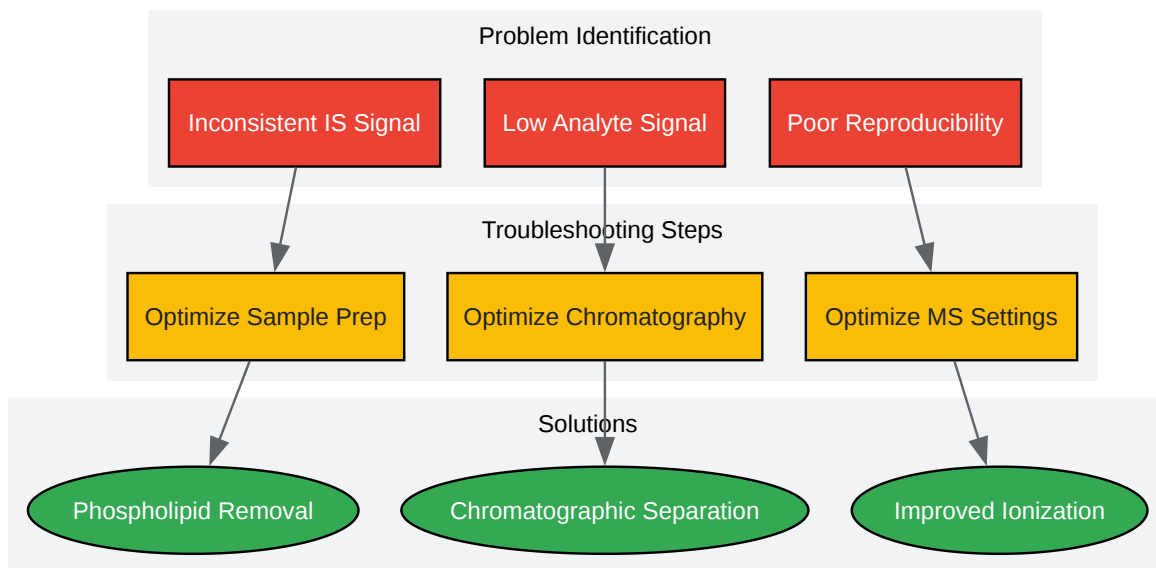 Problem Identification
Inconsistent IS Signal
Low Analyte Signal
Poor Reproducibility
Troubleshooting Steps
Optimize Sample Prep
Optimize Chromatography
Optimize MS Settings
Solutions
Phospholipid Removal
Chromatographic Separation
Improved Ionization